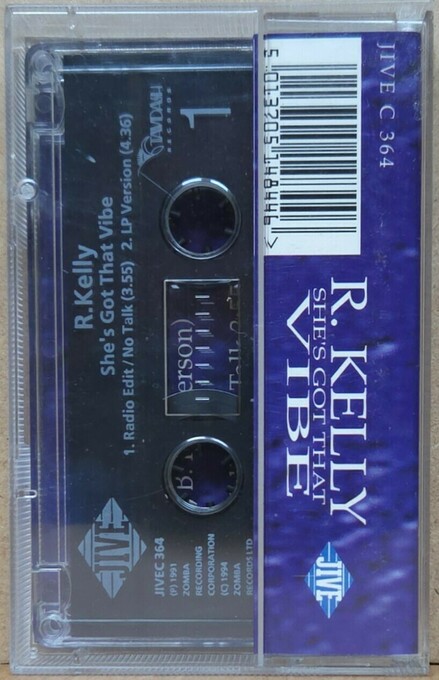 R.Kelly
She's Got That Vibe
1. Radio Edit/No Talk (3.55) 2. LP Version (4.36)
RECORDS
1
erson)
B.
JIVE
JIVEC 364
(P) 1991
ZOMBA
RECORDING
CORPORATION
(C) 1994
ZOMBA
RECORDS LTD
JIVE C 364
5 013705 148446 >
R. KELLY
SHE'S GOT THAT
VIBE
JIVE